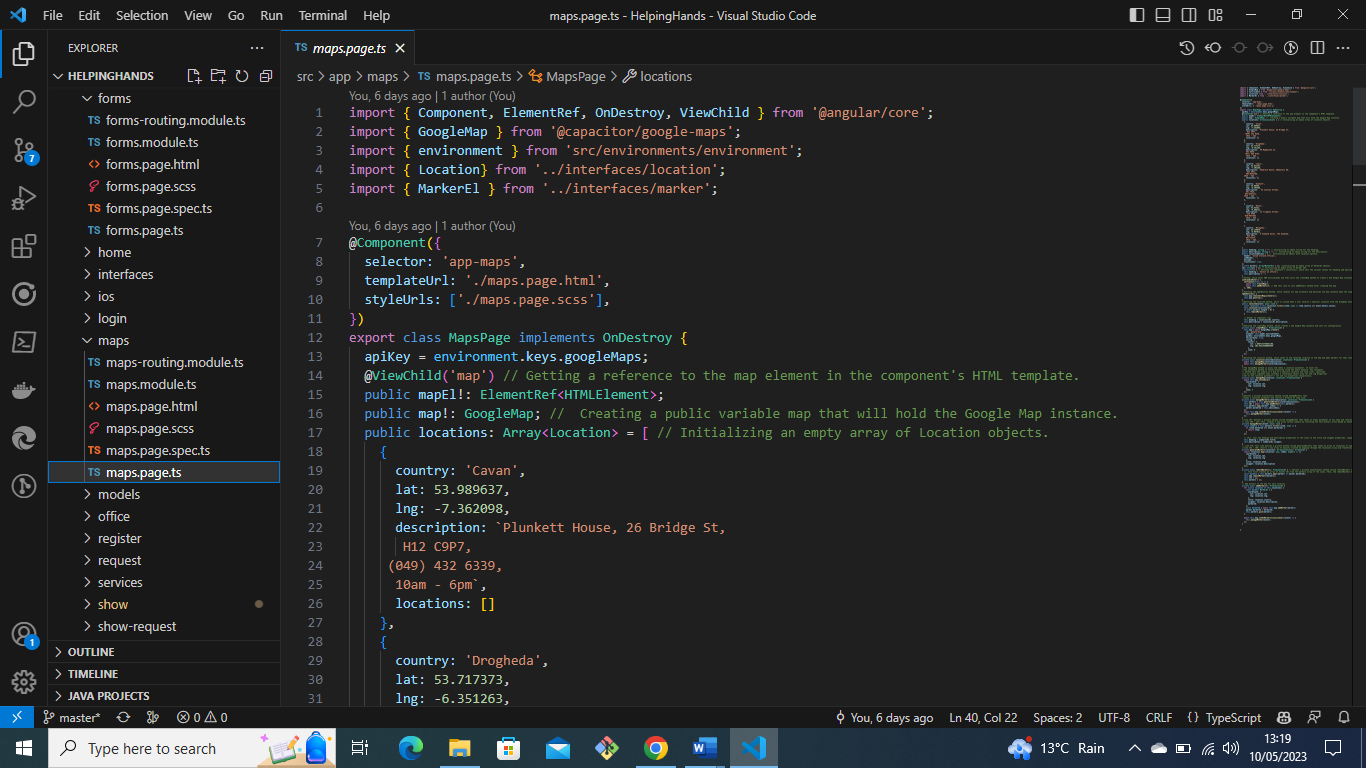 File Edit Selection View Go Run Terminal Help maps.page.ts - HelpingHands - Visual Studio Code
EXPLORER
HELPINGHANDS
forms
TS forms-routing.module.ts
TS forms.module.ts
<> forms.page.html
forms.page.scss
TS forms.page.spec.ts
TS forms.page.ts
home
interfaces
ios
login
maps
TS maps-routing.module.ts
TS maps.module.ts
<> maps.page.html
maps.page.scss
TS maps.page.spec.ts
TS maps.page.ts
models
office
register
request
services
show
show-request
OUTLINE
TIMELINE
JAVA PROJECTS
7
1
TS maps.page.ts
src > app > maps > TS maps.page.ts > MapsPage > locations
You, 6 days ago | 1 author (You)
1 import { Component, ElementRef, OnDestroy, ViewChild } from '@angular/core';
2 import { GoogleMap } from '@capacitor/google-maps';
3 import { environment } from 'src/environments/environment';
4 import { Location} from '../interfaces/location';
5 import { MarkerEl } from '../interfaces/marker';
6
You, 6 days ago | 1 author (You)
7 @Component({
8 selector: 'app-maps',
9 templateUrl: './maps.page.html',
10 styleUrls: ['./maps.page.scss'],
11 })
12 export class MapsPage implements OnDestroy {
13 apiKey = environment.keys.googleMaps;
14 @ViewChild('map') // Getting a reference to the map element in the component's HTML template.
15 public mapEl!: ElementRef<HTMLElement>;
16 public map!: GoogleMap; //  Creating a public variable map that will hold the Google Map instance.
17 public locations: Array<Location> = [ // Initializing an empty array of Location objects.
18 {
19 country: 'Cavan',
20 lat: 53.989637,
21 lng: -7.362098,
22 description: `Plunkett House, 26 Bridge St,
23 H12 C9P7,
24 (049) 432 6339,
25 10am - 6pm`,
26 locations: []
27 },
28 {
29 country: 'Drogheda',
30 lat: 53.717373,
31 lng: -6.351263,
master* 0 0 You, 6 days ago Ln 40, Col 22 Spaces: 2 UTF-8 CRLF {} TypeScript
Type here to search 13°C Rain 13:19
10/05/2023